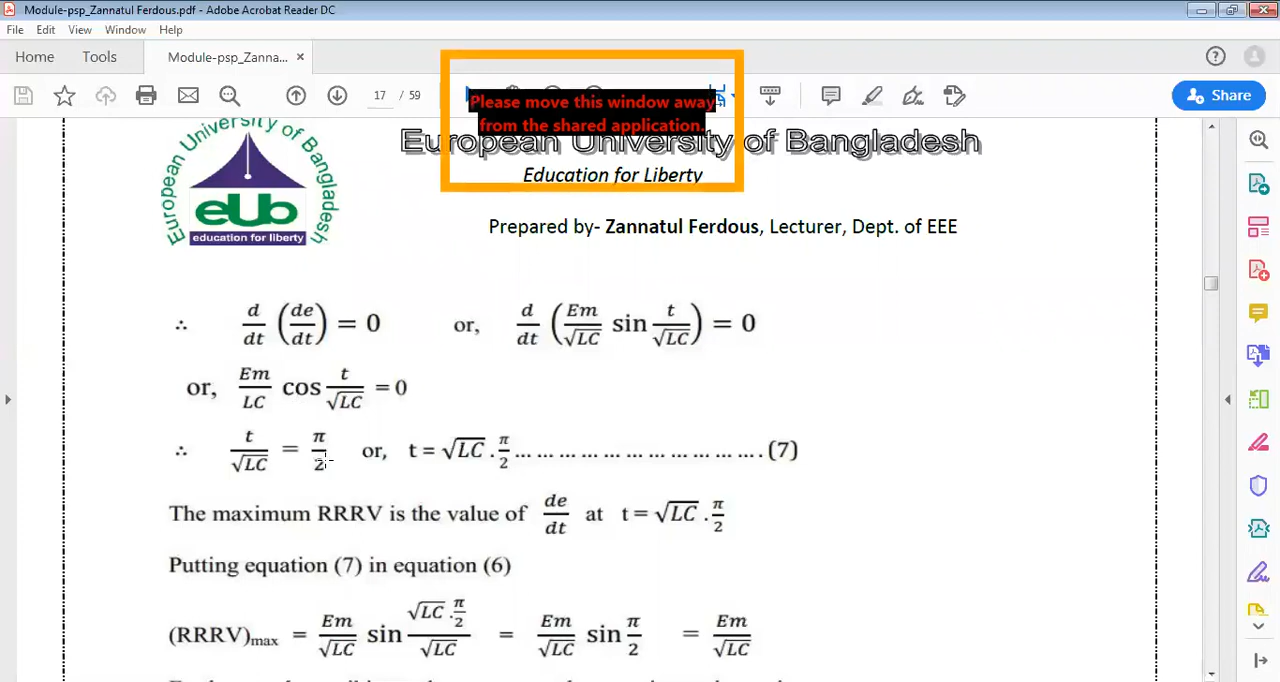 Module-psp_Zannatul Ferdous.pdf - Adobe Acrobat Reader DC
File Edit View Window Help
Home Tools Module-psp_Zanna... ×
17 / 59
Share
Please move this window away
from the shared application.
European University of Bangladesh
Education for Liberty
European University of Bangladesh
eUb
education for liberty
Prepared by- Zannatul Ferdous, Lecturer, Dept. of EEE
∴ d/dt (de/dt) = 0 or, d/dt (Em/√LC sin t/√LC) = 0
or, Em/LC cos t/√LC = 0
∴ t/√LC = π/2 or, t = √LC . π/2 … … … … … … … … … … … . (7)
The maximum RRRV is the value of de/dt at t = √LC . π/2
Putting equation (7) in equation (6)
(RRRV)max = Em/√LC sin √LC . π/2 / √LC = Em/√LC sin π/2 = Em/√LC